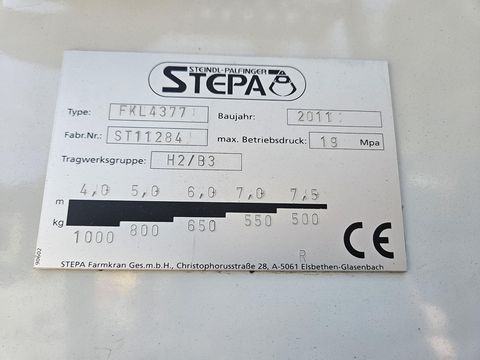 STEINDL-PALFINGER
STEPA
Type: FKL4377 Baujahr: 2011
Fabr.Nr.: ST11284 max. Betriebsdruck: 19 Mpa
Tragwerksgruppe: H2/B3
m 4,0 5,0 6,0 7,0 7,5
kg 1000 800 650 550 500
R CE
STEPA Farmkran Ges.m.b.H., Christophorusstraße 28, A-5061 Elsbethen-Glasenbach
90602